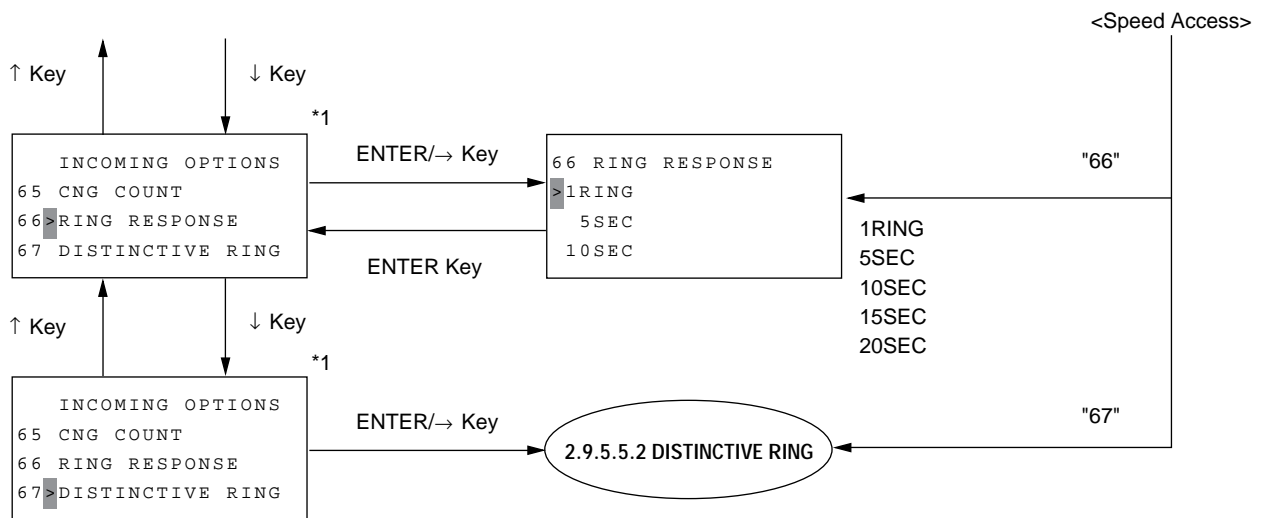 <Speed Access>
↑ Key
↓ Key
*1
INCOMING OPTIONS
65 CNG COUNT
66>RING RESPONSE
67 DISTINCTIVE RING
ENTER/→ Key
ENTER Key
66 RING RESPONSE
>1RING
5SEC
10SEC
"66"
1RING
5SEC
10SEC
15SEC
20SEC
↑ Key
↓ Key
*1
INCOMING OPTIONS
65 CNG COUNT
66 RING RESPONSE
67>DISTINCTIVE RING
ENTER/→ Key
2.9.5.5.2 DISTINCTIVE RING
"67"